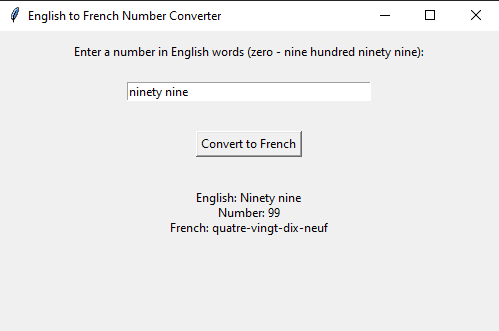 English to French Number Converter
Enter a number in English words (zero - nine hundred ninety nine):
ninety nine
Convert to French
English: Ninety nine
Number: 99
French: quatre-vingt-dix-neuf